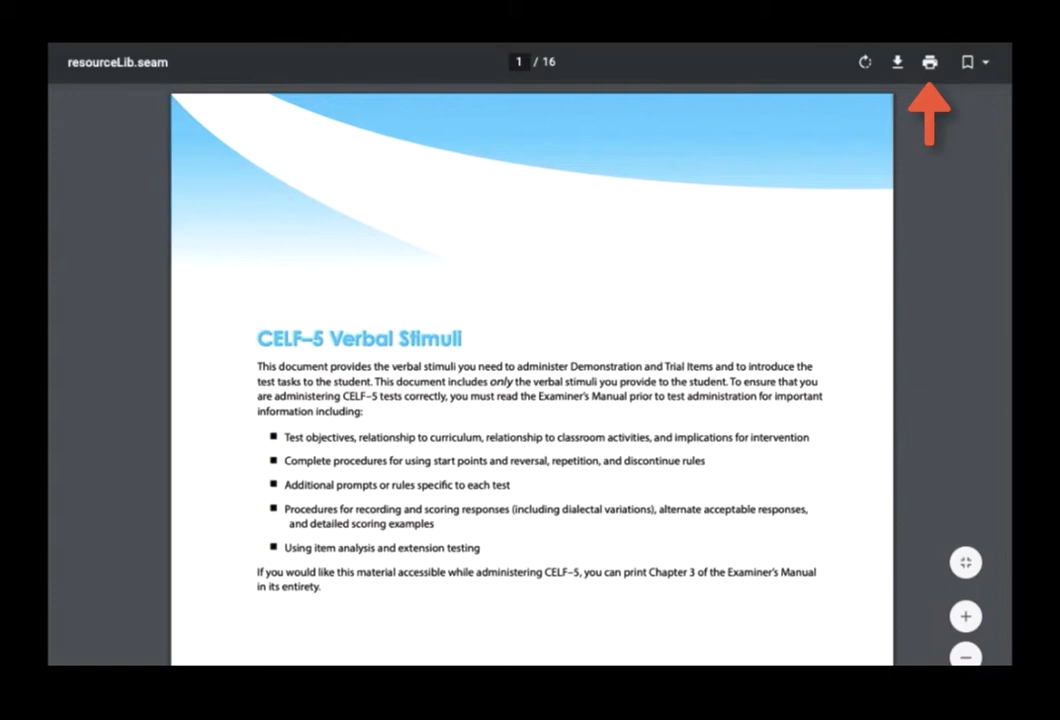 resourceLib.seam
1 / 16
CELF–5 Verbal Stimuli
This document provides the verbal stimuli you need to administer Demonstration and Trial Items and to introduce the
test tasks to the student. This document includes only the verbal stimuli you provide to the student. To ensure that you
are administering CELF–5 tests correctly, you must read the Examiner's Manual prior to test administration for important
information including:
■ Test objectives, relationship to curriculum, relationship to classroom activities, and implications for intervention
■ Complete procedures for using start points and reversal, repetition, and discontinue rules
■ Additional prompts or rules specific to each test
■ Procedures for recording and scoring responses (including dialectal variations), alternate acceptable responses,
and detailed scoring examples
■ Using item analysis and extension testing
If you would like this material accessible while administering CELF–5, you can print Chapter 3 of the Examiner's Manual
in its entirety.